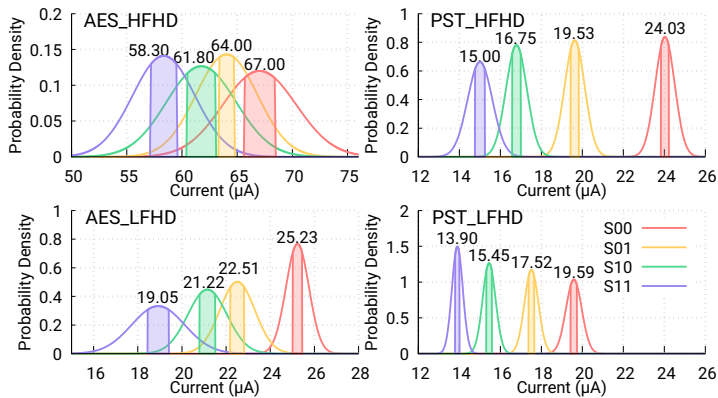 AES_HFHD
Probability Density
0.2
0.15
0.1
0.05
0
58.30
61.80
64.00
67.00
50 55 60 65 70 75
Current (µA)
PST_HFHD
Probability Density
1
0.8
0.6
0.4
0.2
0
15.00
16.75
19.53
24.03
12 14 16 18 20 22 24 26
Current (µA)
AES_LFHD
Probability Density
1
0.8
0.6
0.4
0.2
0
19.05
21.22
22.51
25.23
16 18 20 22 24 26 28
Current (µA)
PST_LFHD
Probability Density
2
1.5
1
0.5
0
13.90
15.45
17.52
19.59
S00
S01
S10
S11
12 14 16 18 20 22 24 26
Current (µA)